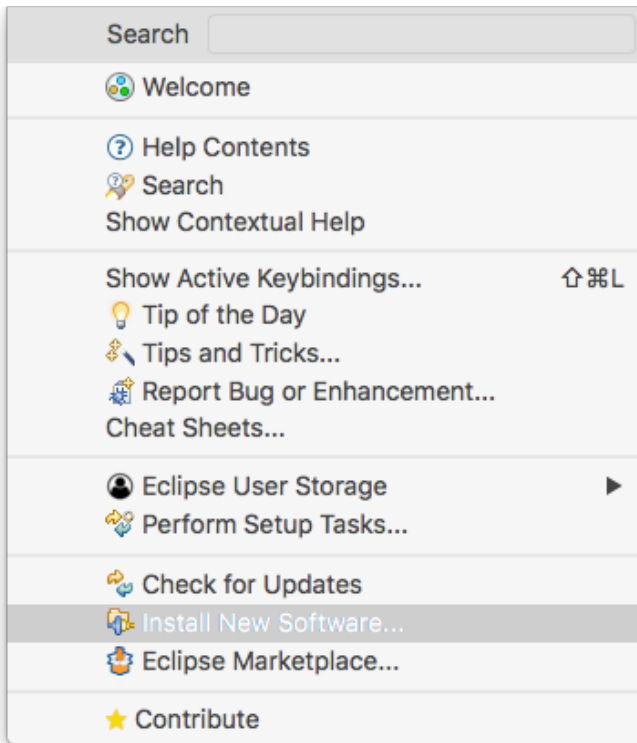 Search
Welcome
Help Contents
Search
Show Contextual Help
Show Active Keybindings... ⇧⌘L
Tip of the Day
Tips and Tricks...
Report Bug or Enhancement...
Cheat Sheets...
Eclipse User Storage
Perform Setup Tasks...
Check for Updates
Install New Software...
Eclipse Marketplace...
Contribute